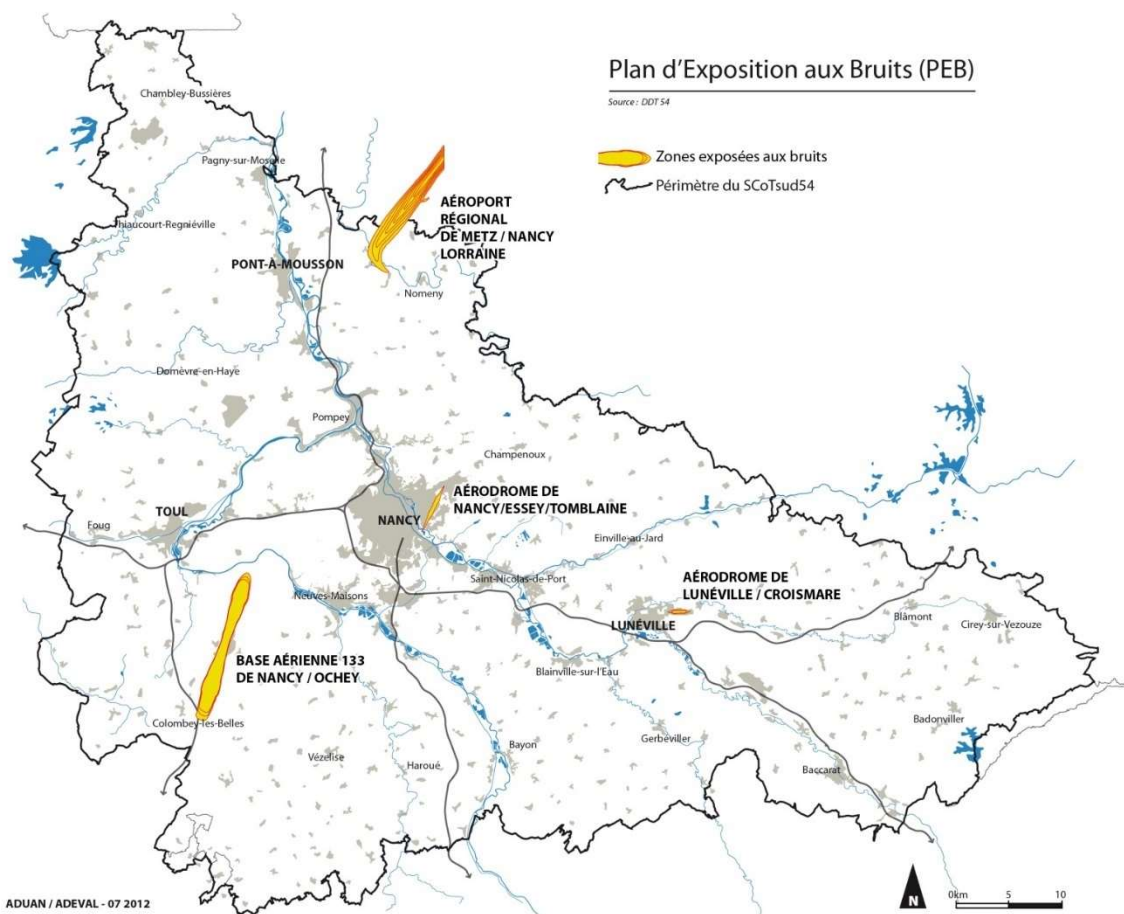 Plan d'Exposition aux Bruits (PEB)
Source : DDT 54
Zones exposées aux bruits
Périmètre du SCoTsud54
Chambley-Bussières
Pagny-sur-Moselle
AÉROPORT
RÉGIONAL
DE METZ / NANCY
LORRAINE
Thiaucourt-Regniéville
PONT-À-MOUSSON
Nomeny
Domèvre-en-Haye
Pompey
Champenoux
AÉRODROME DE
NANCY/ESSEY/TOMBLAINE
TOUL
NANCY
Foug
Einville-au-Jard
Saint-Nicolas-de-Port
AÉRODROME DE
LUNÉVILLE / CROISMARE
Neuves-Maisons
LUNÉVILLE
Blâmont
Cirey-sur-Vezouze
BASE AÉRIENNE 133
DE NANCY / OCHEY
Blainville-sur-l'Eau
Colombey-les-Belles
Badonviller
Gerbéviller
Bayon
Vézelise
Haroué
Baccarat
N
0km 5 10
ADUAN / ADEVAL - 07 2012